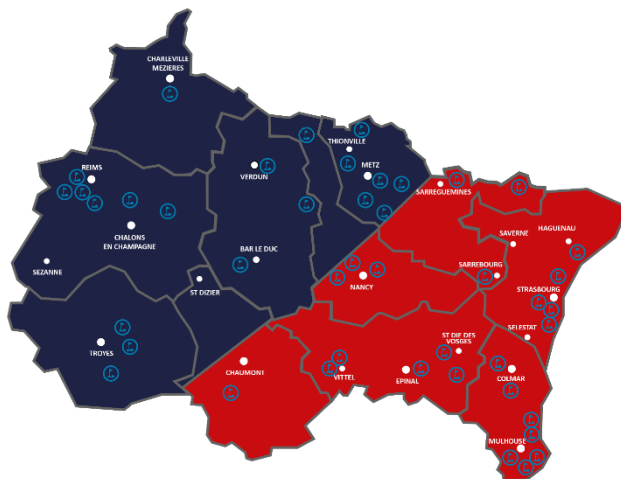 CHARLEVILLE
MEZIERES
THIONVILLE
REIMS
VERDUN
METZ
SARREGUEMINES
CHALONS
EN CHAMPAGNE
SAVERNE
HAGUENAU
SEZANNE
BAR LE DUC
SARREBOURG
NANCY
STRASBOURG
ST DIZIER
SELESTAT
TROYES
ST DIE DES
VOSGES
CHAUMONT
VITTEL
EPINAL
COLMAR
MULHOUSE